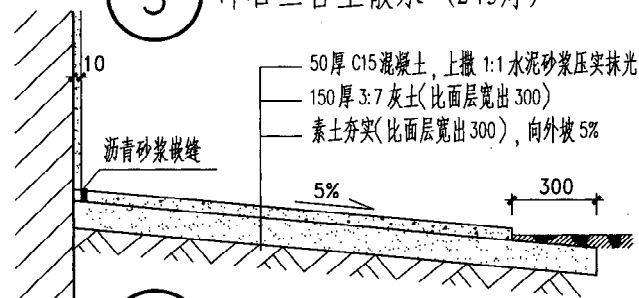 3
10
50厚 C15混凝土,上撒 1:1 水泥砂浆压实抹光
150厚 3:7 灰土(比面层宽出300)
素土夯实(比面层宽出300),向外坡 5%
沥青砂浆嵌缝
5%
300